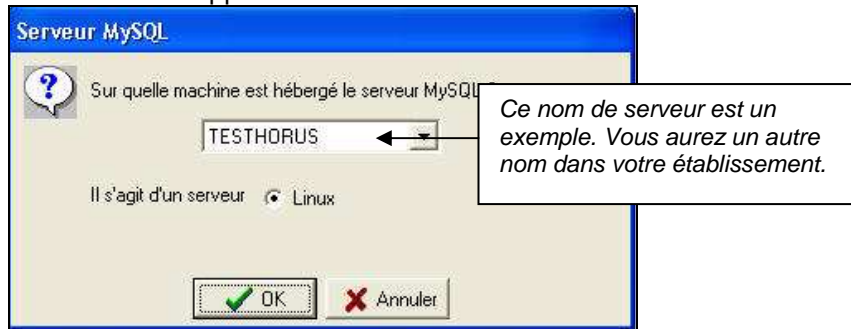 Serveur MySQL
Sur quelle machine est hébergé le serveur MySQL
TESTHORUS
Ce nom de serveur est un
exemple. Vous aurez un autre
nom dans votre établissement.
Il s'agit d'un serveur Linux
OK Annuler